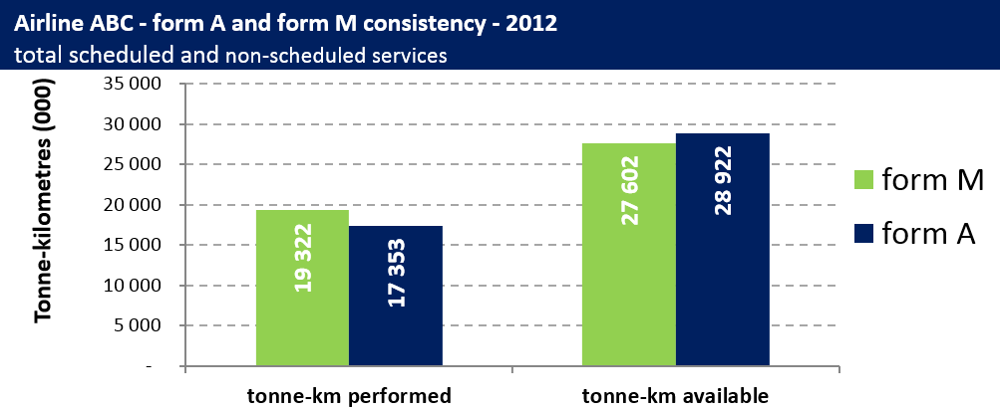 Airline ABC - form A and form M consistency - 2012
total scheduled and non-scheduled services
Tonne-kilometres (000)
35 000
30 000
25 000
20 000
15 000
10 000
5 000
-
19 322
17 353
27 602
28 922
tonne-km performed
tonne-km available
form M
form A